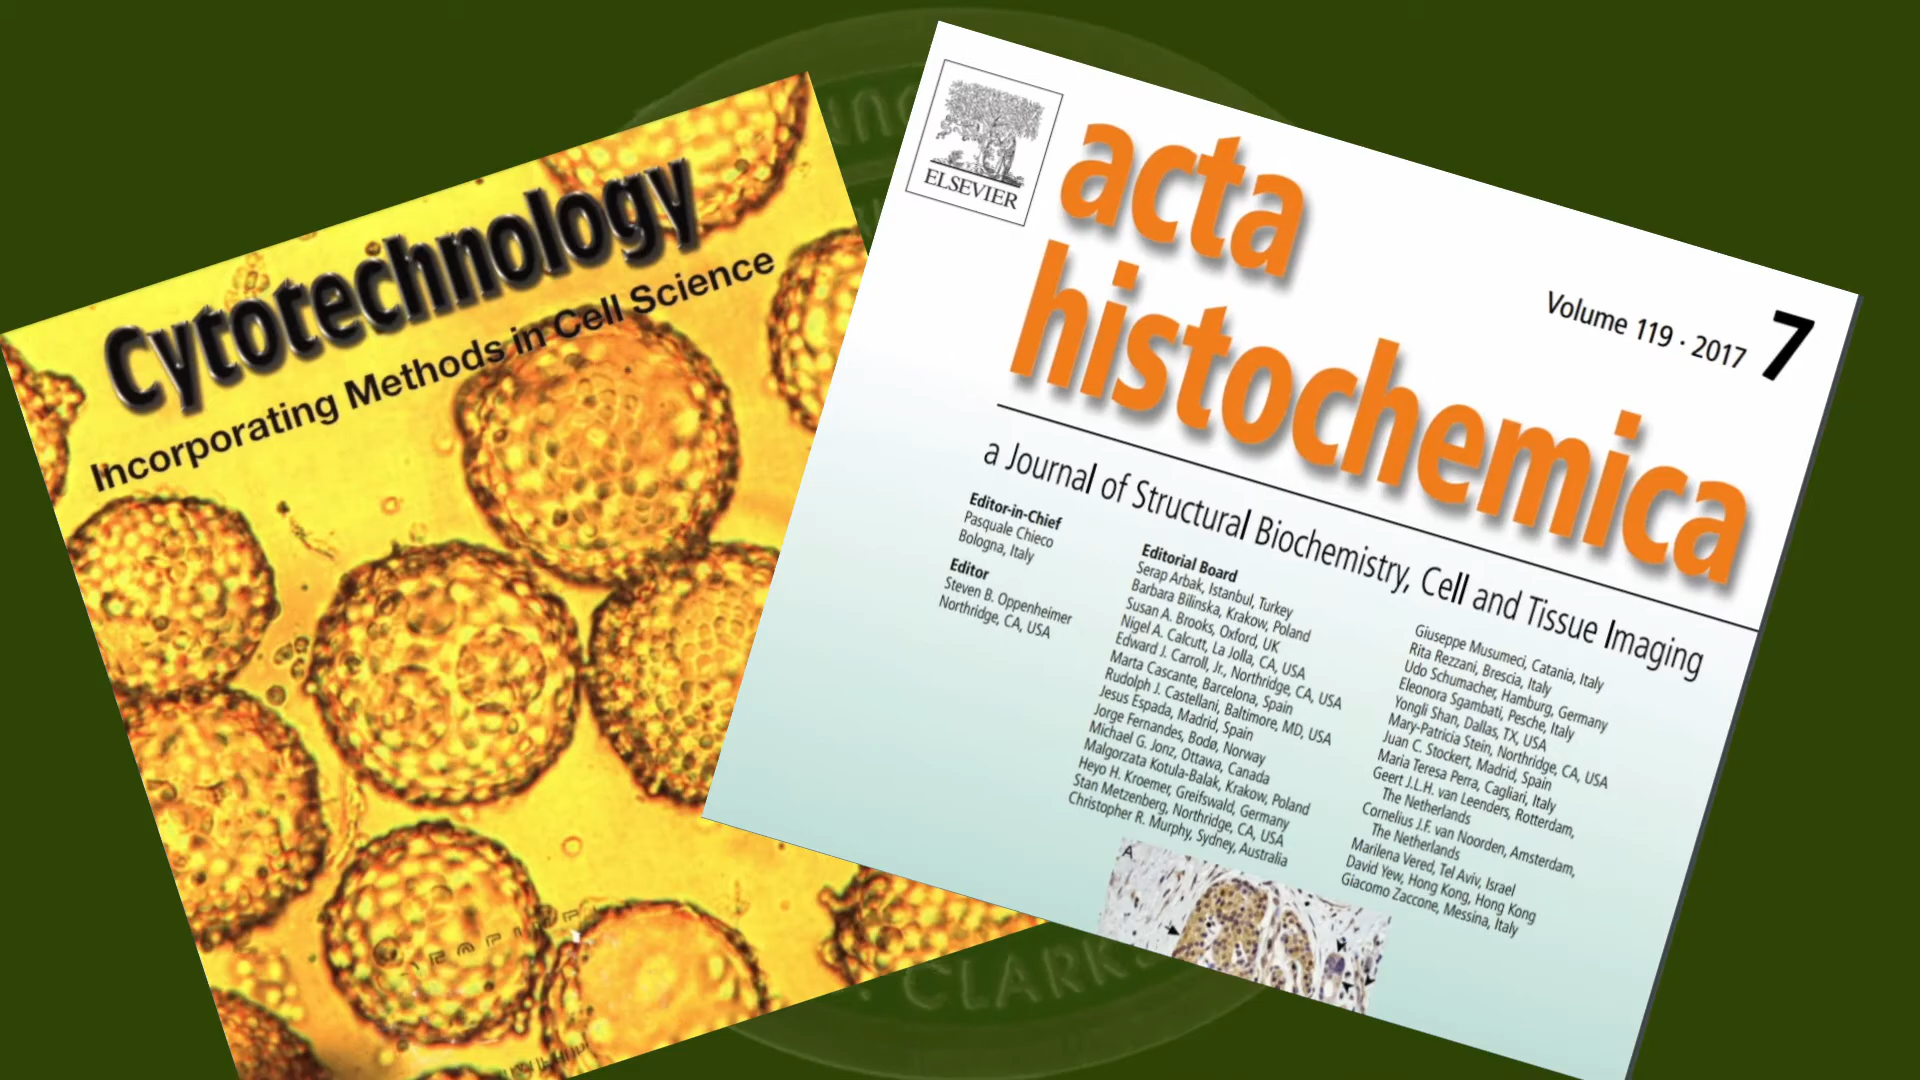 Cytotechnology
Incorporating Methods in Cell Science
ELSEVIER
acta
histochemica
Volume 119 · 2017 7
a Journal of Structural Biochemistry, Cell and Tissue Imaging
Editor-in-Chief
Pasquale Chieco
Bologna, Italy
Editor
Steven B. Oppenheimer
Northridge, CA, USA
Editorial Board
Serap Arbak, Istanbul, Turkey
Barbara Bilinska, Krakow, Poland
Susan A. Brooks, Oxford, UK
Nigel A. Calcutt, La Jolla, CA, USA
Edward J. Carroll, Jr., Northridge, CA, USA
Marta Cascante, Barcelona, Spain
Rudolph J. Castellani, Baltimore, MD, USA
Jesus Espada, Madrid, Spain
Jorge Fernandes, Bodø, Norway
Michael G. Jonz, Ottawa, Canada
Malgorzata Kotula-Balak, Krakow, Poland
Heyo H. Kroemer, Greifswald, Germany
Stan Metzenberg, Northridge, CA, USA
Christopher R. Murphy, Sydney, Australia
Giuseppe Musumeci, Catania, Italy
Rita Rezzani, Brescia, Italy
Udo Schumacher, Hamburg, Germany
Eleonora Sgambati, Pesche, Italy
Yongli Shan, Dallas, TX, USA
Mary-Patricia Stein, Northridge, CA, USA
Juan C. Stockert, Madrid, Spain
Maria Teresa Perra, Cagliari, Italy
Geert J.L.H. van Leenders, Rotterdam,
The Netherlands
Cornelius J.F. van Noorden, Amsterdam,
The Netherlands
Marilena Vered, Tel Aviv, Israel
David Yew, Hong Kong, Hong Kong
Giacomo Zaccone, Messina, Italy
A
CLARK